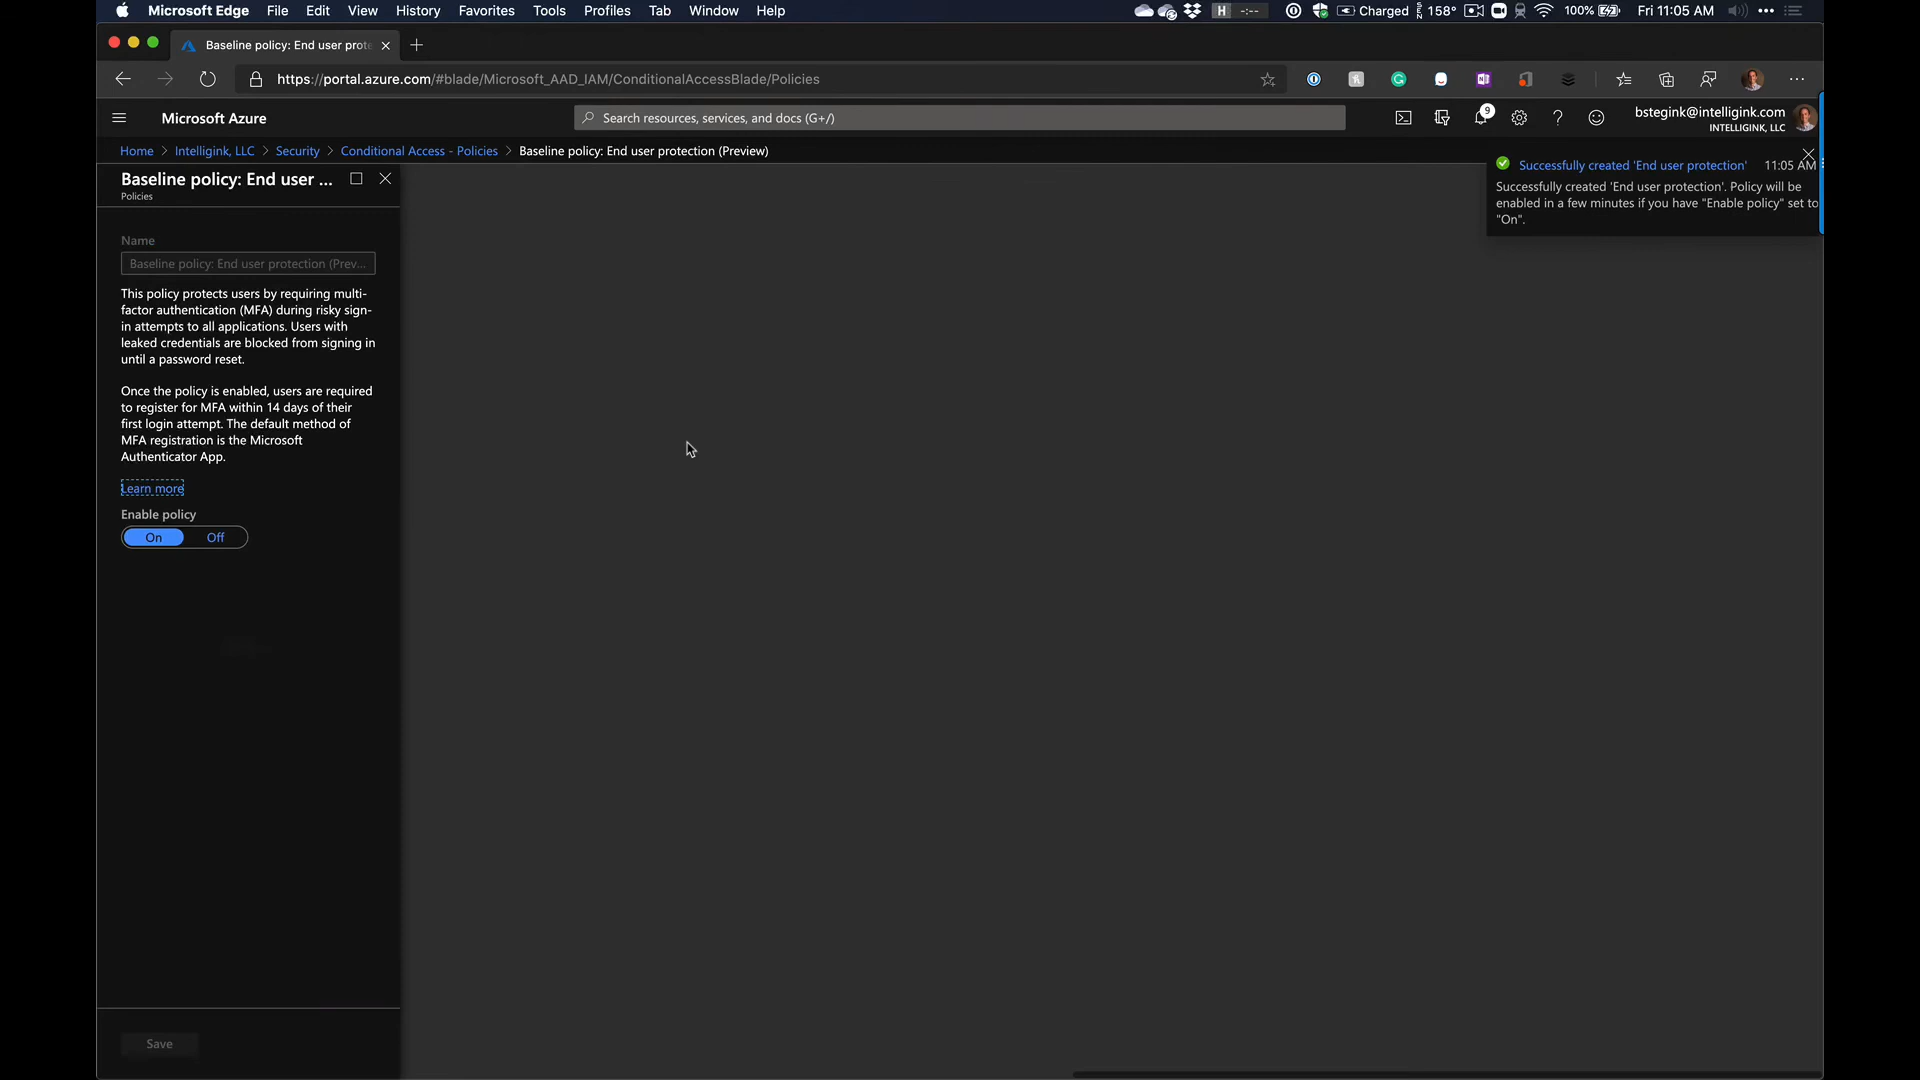 Microsoft Edge File Edit View History Favorites Tools Profiles Tab Window Help H -:-- Charged 158° 100% Fri 11:05 AM
Baseline policy: End user prote
https://portal.azure.com/#blade/Microsoft_AAD_IAM/ConditionalAccessBlade/Policies
Microsoft Azure
Search resources, services, and docs (G+/)
9
bstegink@intelligink.com
INTELLIGINK, LLC
Home > Intelligink, LLC > Security > Conditional Access - Policies > Baseline policy: End user protection (Preview)
Successfully created 'End user protection' 11:05 AM
Successfully created 'End user protection'. Policy will be
enabled in a few minutes if you have "Enable policy" set to
"On".
Baseline policy: End user ...
Policies
Name
Baseline policy: End user protection (Prev...
This policy protects users by requiring multi-
factor authentication (MFA) during risky sign-
in attempts to all applications. Users with
leaked credentials are blocked from signing in
until a password reset.
Once the policy is enabled, users are required
to register for MFA within 14 days of their
first login attempt. The default method of
MFA registration is the Microsoft
Authenticator App.
Learn more
Enable policy
On Off
Save